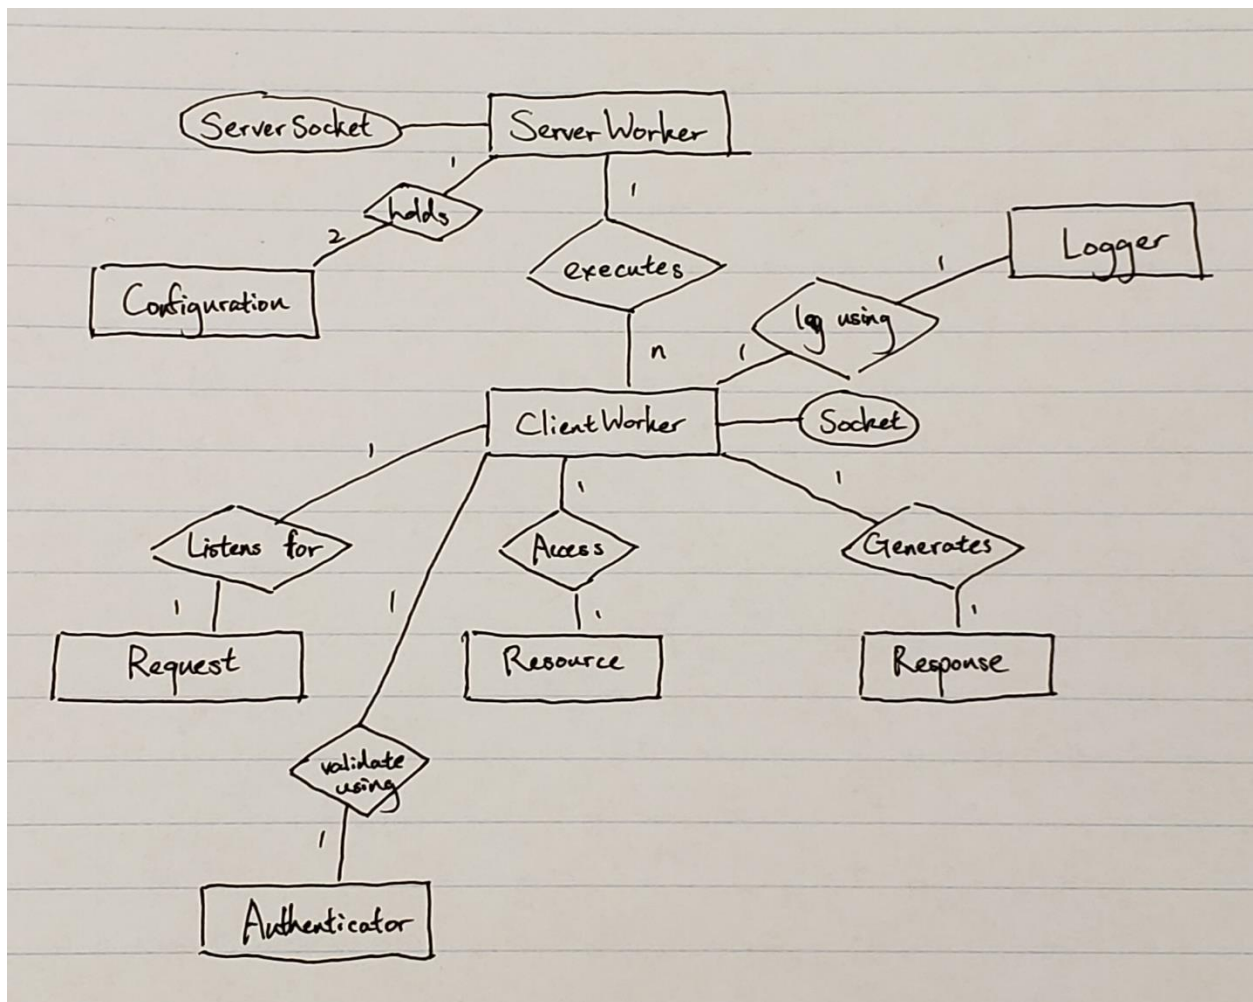 ServerSocket
ServerWorker
1
1
holds
2
Configuration
executes
n
Logger
1
log using
1
ClientWorker
Socket
1
1
1
1
Listens for
Access
Generates
1
1
1
Request
Resource
Response
validate
using
1
Authenticator